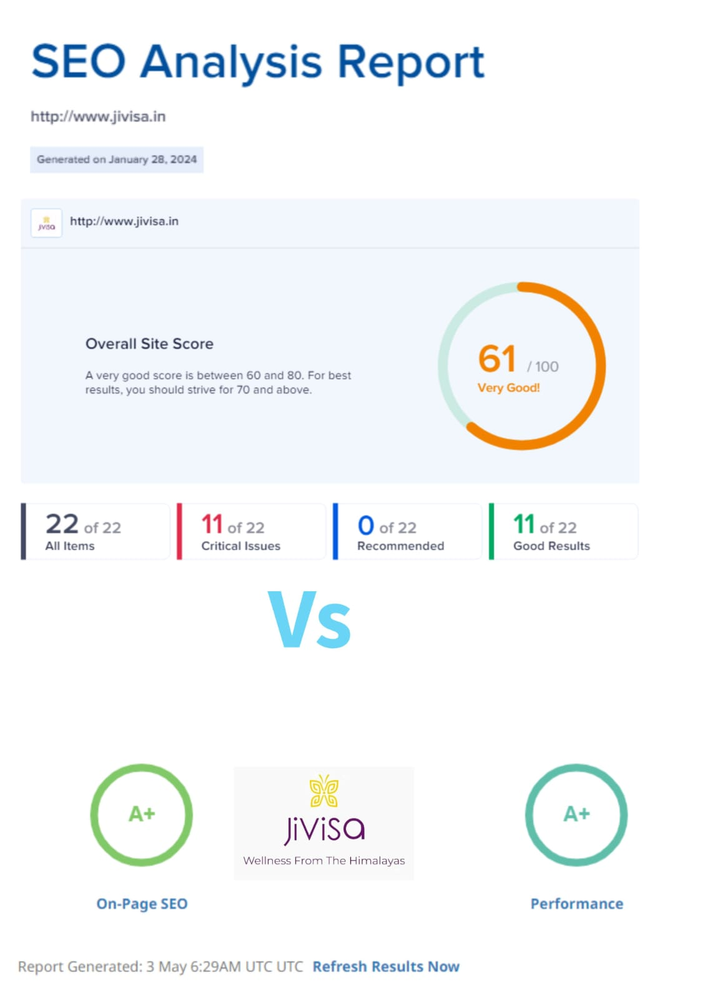 SEO Analysis Report
http://www.jivisa.in
Generated on January 28, 2024
jivisa
http://www.jivisa.in
Overall Site Score
A very good score is between 60 and 80. For best
results, you should strive for 70 and above.
61 / 100
Very Good!
22 of 22
All Items
11 of 22
Critical Issues
0 of 22
Recommended
11 of 22
Good Results
Vs
A+
On-Page SEO
JiViSa
Wellness From The Himalayas
A+
Performance
Report Generated: 3 May 6:29AM UTC UTC Refresh Results Now